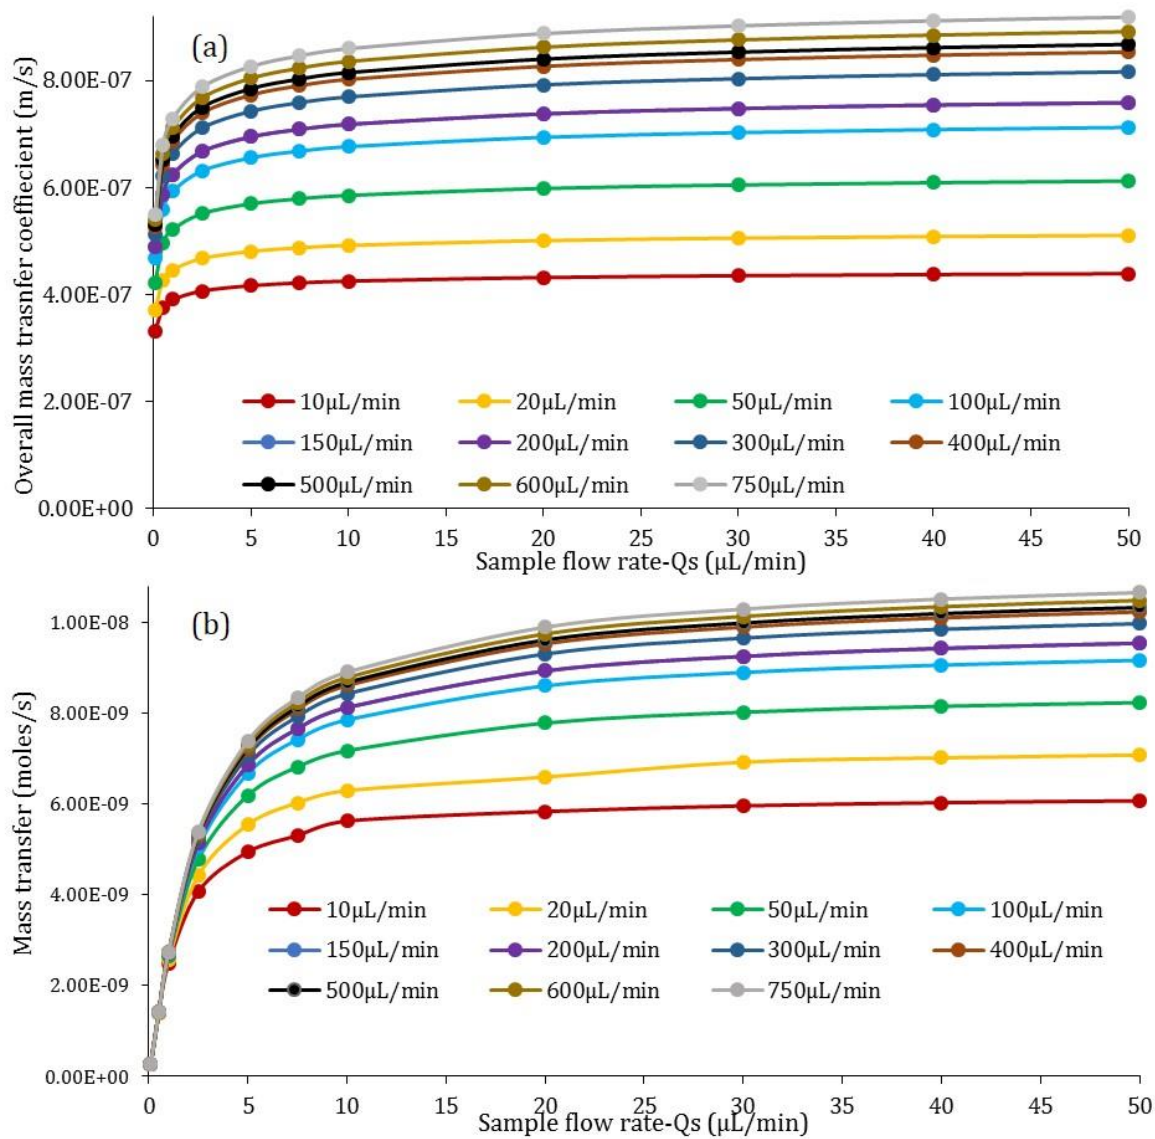 (a)
Overall mass trasnfer coeffiecient (m/s)
8.00E-07
6.00E-07
4.00E-07
2.00E-07
0.00E+00
10µL/min 20µL/min 50µL/min 100µL/min
150µL/min 200µL/min 300µL/min 400µL/min
500µL/min 600µL/min 750µL/min
0 5 10 15 20 25 30 35 40 45 50
Sample flow rate-Qs (µL/min)
(b)
Mass transfer (moles/s)
1.00E-08
8.00E-09
6.00E-09
4.00E-09
2.00E-09
0.00E+00
10µL/min 20µL/min 50µL/min 100µL/min
150µL/min 200µL/min 300µL/min 400µL/min
500µL/min 600µL/min 750µL/min
0 5 10 15 20 25 30 35 40 45 50
Sample flow rate-Qs (µL/min)